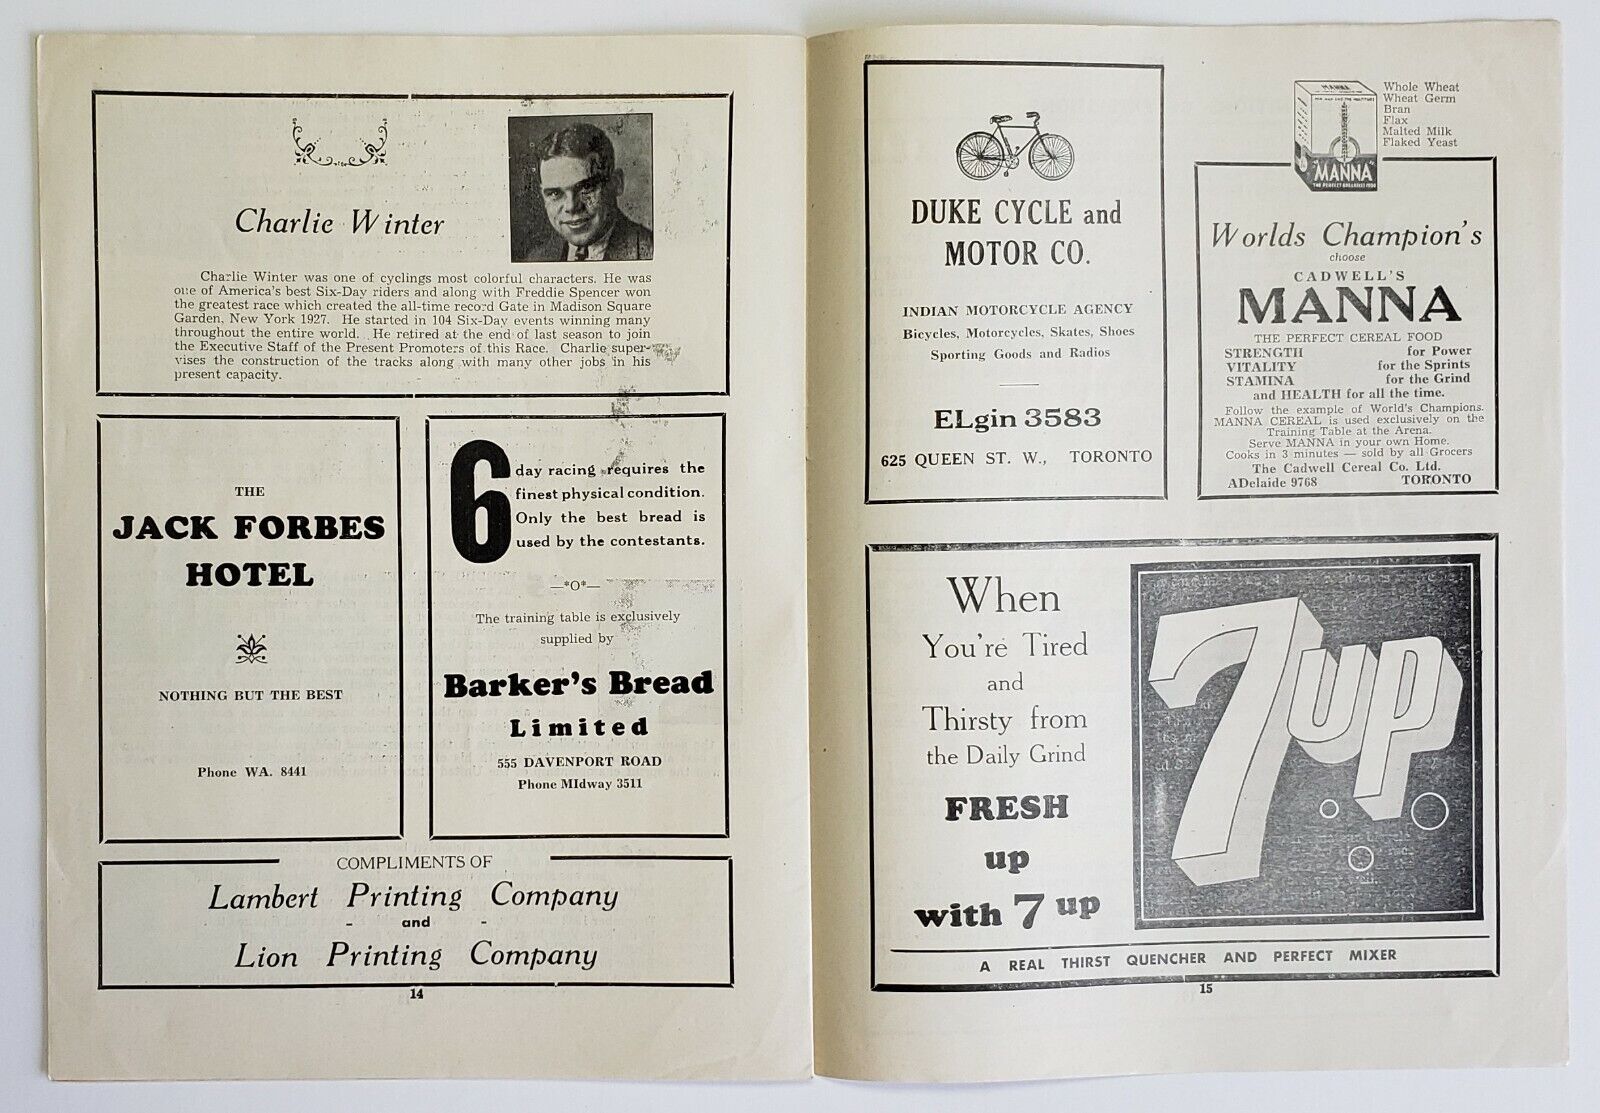 Charlie Winter
Charlie Winter was one of cyclings most colorful characters. He was
one of America's best Six-Day riders and along with Freddie Spencer won
the greatest race which created the all-time record Gate in Madison Square
Garden, New York 1927. He started in 104 Six-Day events winning many
throughout the entire world. He retired at the end of last season to join
the Executive Staff of the Present Promoters of this Race. Charlie super-
vises the construction of the tracks along with many other jobs in his
present capacity.
THE
JACK FORBES
HOTEL
NOTHING BUT THE BEST
Phone WA. 8441
6 day racing requires the
finest physical condition.
Only the best bread is
used by the contestants.
—*O*—
The training table is exclusively
supplied by
Barker's Bread
Limited
555 DAVENPORT ROAD
Phone MIdway 3511
COMPLIMENTS OF
Lambert Printing Company
- and -
Lion Printing Company
14
DUKE CYCLE and
MOTOR CO.
INDIAN MOTORCYCLE AGENCY
Bicycles, Motorcycles, Skates, Shoes
Sporting Goods and Radios
ELgin 3583
625 QUEEN ST. W., TORONTO
MANNA
"MANNA"
THE PERFECT BREAKFAST FOOD
Whole Wheat
Wheat Germ
Bran
Flax
Malted Milk
Flaked Yeast
Worlds Champion's
choose
CADWELL'S
MANNA
THE PERFECT CEREAL FOOD
STRENGTH for Power
VITALITY for the Sprints
STAMINA for the Grind
and HEALTH for all the time.
Follow the example of World's Champions.
MANNA CEREAL is used exclusively on the
Training Table at the Arena.
Serve MANNA in your own Home.
Cooks in 3 minutes — sold by all Grocers
The Cadwell Cereal Co. Ltd.
ADelaide 9768 TORONTO
When
You're Tired
and
Thirsty from
the Daily Grind
FRESH
up
with 7 up
7up
A REAL THIRST QUENCHER AND PERFECT MIXER
15